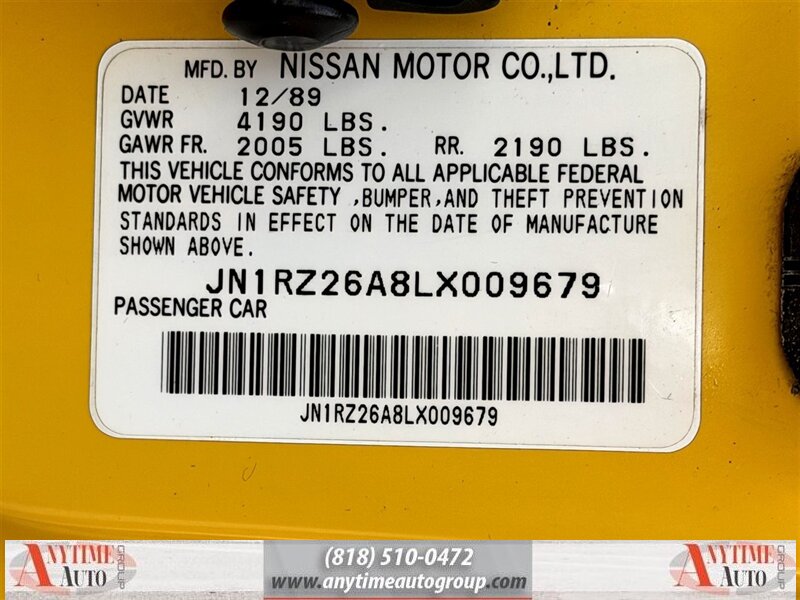 MFD. BY NISSAN MOTOR CO.,LTD.
DATE 12/89
GVWR 4190 LBS.
GAWR FR. 2005 LBS. RR. 2190 LBS.
THIS VEHICLE CONFORMS TO ALL APPLICABLE FEDERAL
MOTOR VEHICLE SAFETY ,BUMPER,AND THEFT PREVENTION
STANDARDS IN EFFECT ON THE DATE OF MANUFACTURE
SHOWN ABOVE.
JN1RZ26A8LX009679
PASSENGER CAR
JN1RZ26A8LX009679
ANYTIME AUTO GROUP
(818) 510-0472
www.anytimeautogroup.com
ANYTIME AUTO GROUP